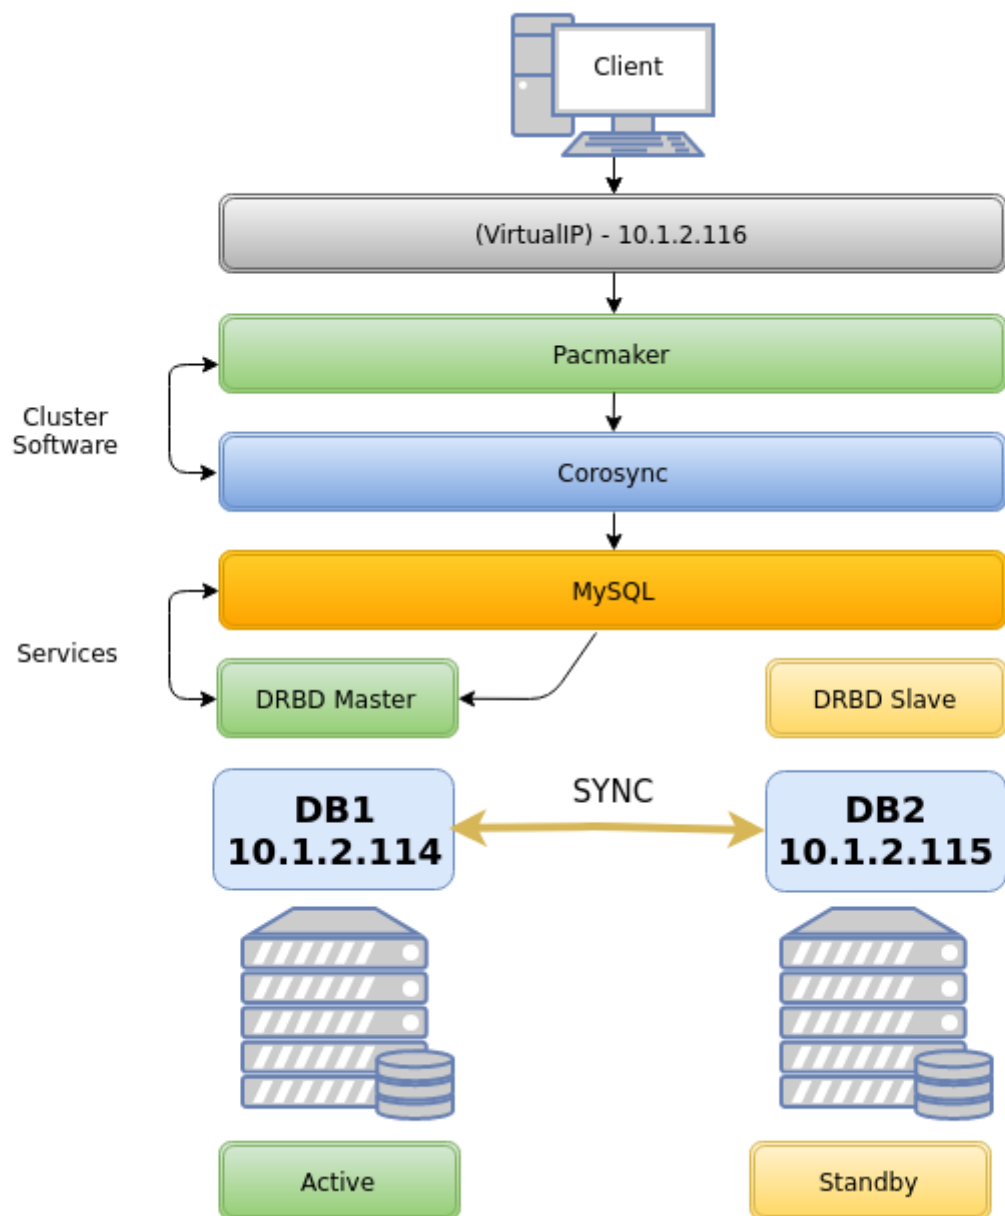 Client
(VirtualIP) - 10.1.2.116
Pacmaker
Cluster
Software
Corosync
MySQL
Services
DRBD Master
DRBD Slave
DB1
10.1.2.114
SYNC
DB2
10.1.2.115
Active
Standby